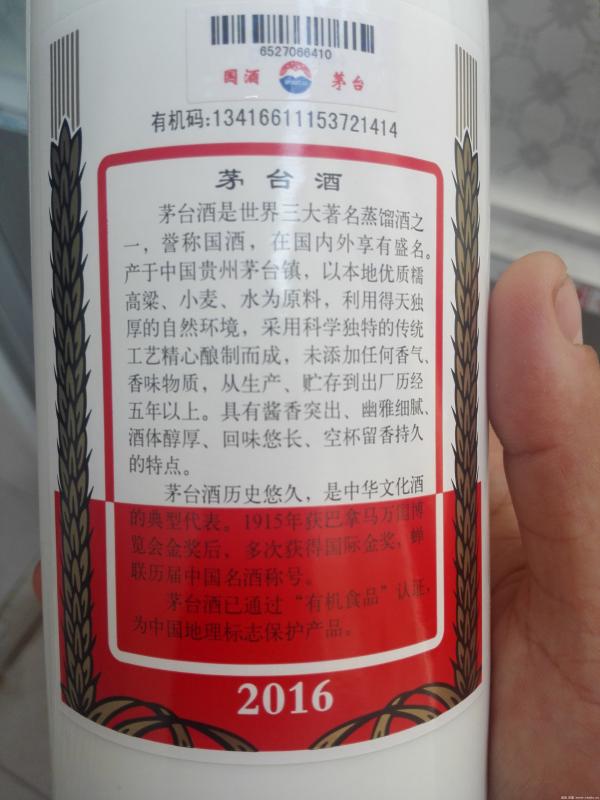 6527066410
国酒 茅台
有机码:13416611153721414
茅台酒
茅台酒是世界三大著名蒸馏酒之
一，誉称国酒，在国内外享有盛名。
产于中国贵州茅台镇，以本地优质糯
高粱、小麦、水为原料，利用得天独
厚的自然环境，采用科学独特的传统
工艺精心酿制而成，未添加任何香气、
香味物质，从生产、贮存到出厂历经
五年以上。具有酱香突出、幽雅细腻、
酒体醇厚、回味悠长、空杯留香持久
的特点。
茅台酒历史悠久，是中华文化酒
的典型代表。1915年获巴拿马万国博
览会金奖后，多次获得国际金奖，蝉
联历届中国名酒称号。
茅台酒已通过“有机食品”认证，
为中国地理标志保护产品。
2016